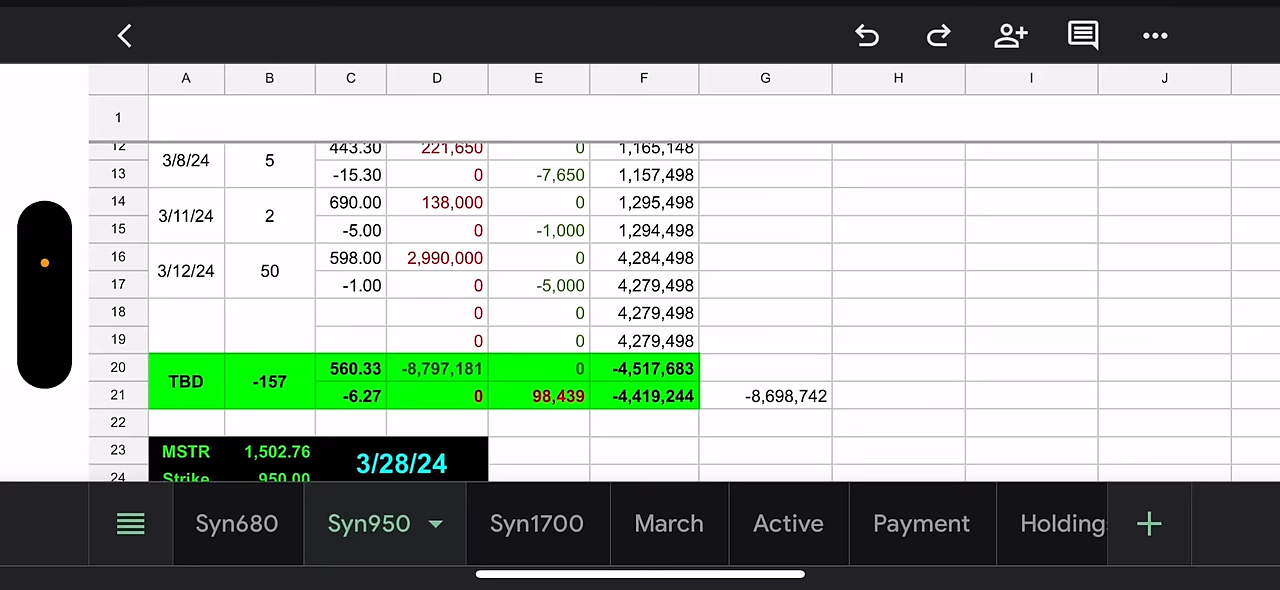 A B C D E F G H I J
1
12 443.30 221,650 0 1,165,148
3/8/24 5
13 -15.30 0 -7,650 1,157,498
14 690.00 138,000 0 1,295,498
3/11/24 2
15 -5.00 0 -1,000 1,294,498
16 598.00 2,990,000 0 4,284,498
3/12/24 50
17 -1.00 0 -5,000 4,279,498
18 0 0 4,279,498
19 0 0 4,279,498
20 560.33 -8,797,181 0 -4,517,683
TBD -157
21 -6.27 0 98,439 -4,419,244 -8,698,742
22
23 MSTR 1,502.76
3/28/24
24 Strike 950.00
Syn680 Syn950 Syn1700 March Active Payment Holding